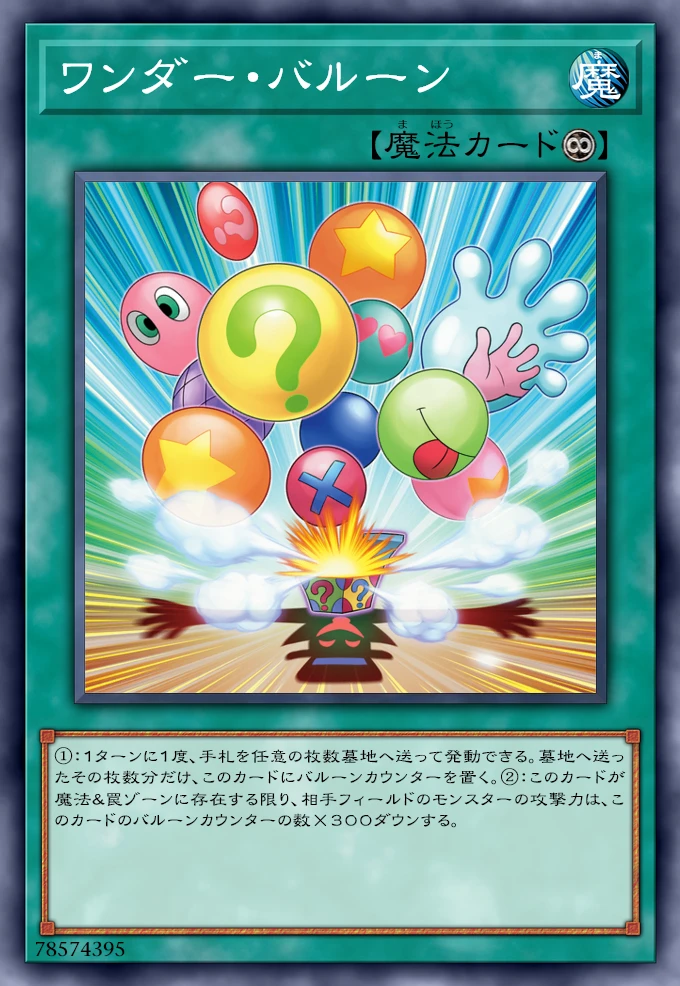 ワンダー・バルーン
魔
【魔法カード】
①:1ターンに1度、手札を任意の枚数墓地へ送って発動できる。墓地へ送っ
たその枚数分だけ、このカードにバルーンカウンターを置く。②:このカードが
魔法&罠ゾーンに存在する限り、相手フィールドのモンスターの攻撃力は、こ
のカードのバルーンカウンターの数×300ダウンする。
78574395